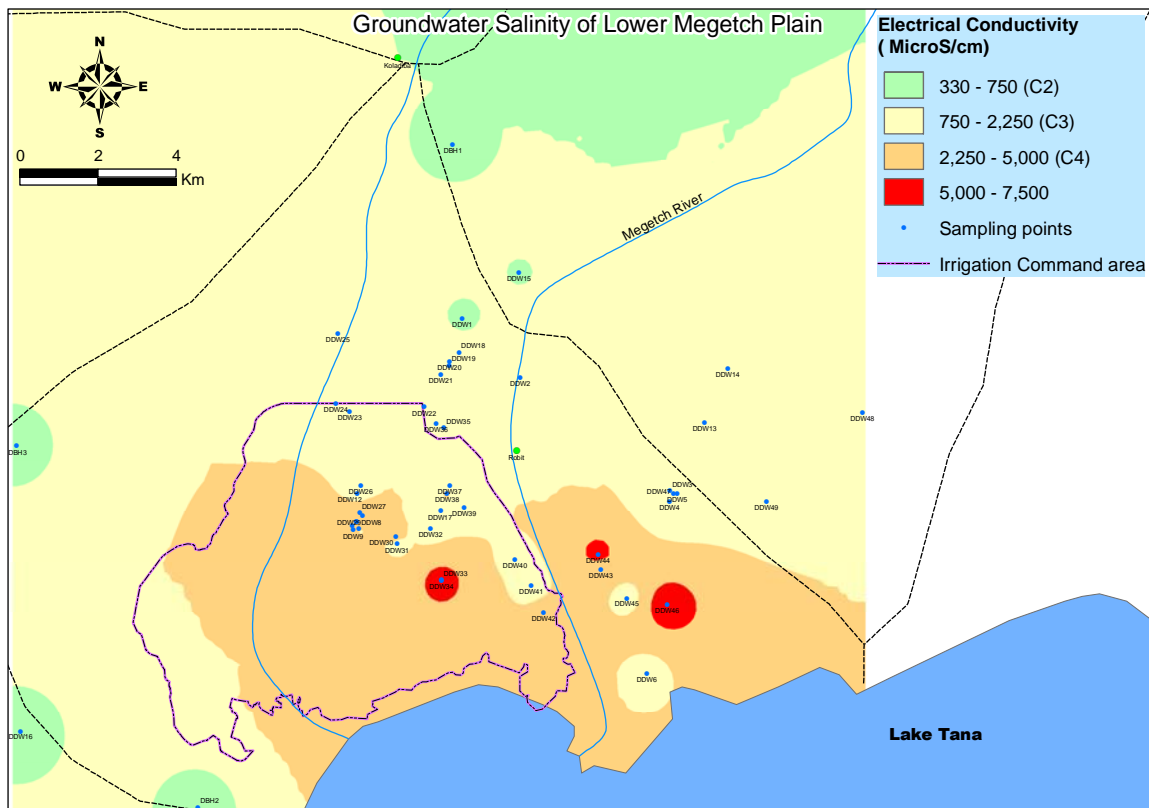 Groundwater Salinity of Lower Megetch Plain
Electrical Conductivity
( MicroS/cm)
330 - 750 (C2)
750 - 2,250 (C3)
2,250 - 5,000 (C4)
5,000 - 7,500
Sampling points
Irrigation Command area
N
W
E
S
0
2
4
Km
Koladiba
DBH1
Megetch River
DDW15
DDW1
DDW25
DDW18
DDW19
DDW20
DDW21
DDW2
DDW14
DDW24
DDW23
DDW22
DDW35
DDW13
DDW48
DBH3
Robit
DDW26
DDW12
DDW37
DDW38
DDW47
DDW3
DDW5
DDW4
DDW49
DDW27
DDW8
DDW9
DDW17
DDW39
DDW32
DDW30
DDW31
DDW40
DDW44
DDW43
DDW33
DDW34
DDW41
DDW45
DDW46
DDW42
DDW6
DDW16
DBH2
Lake Tana